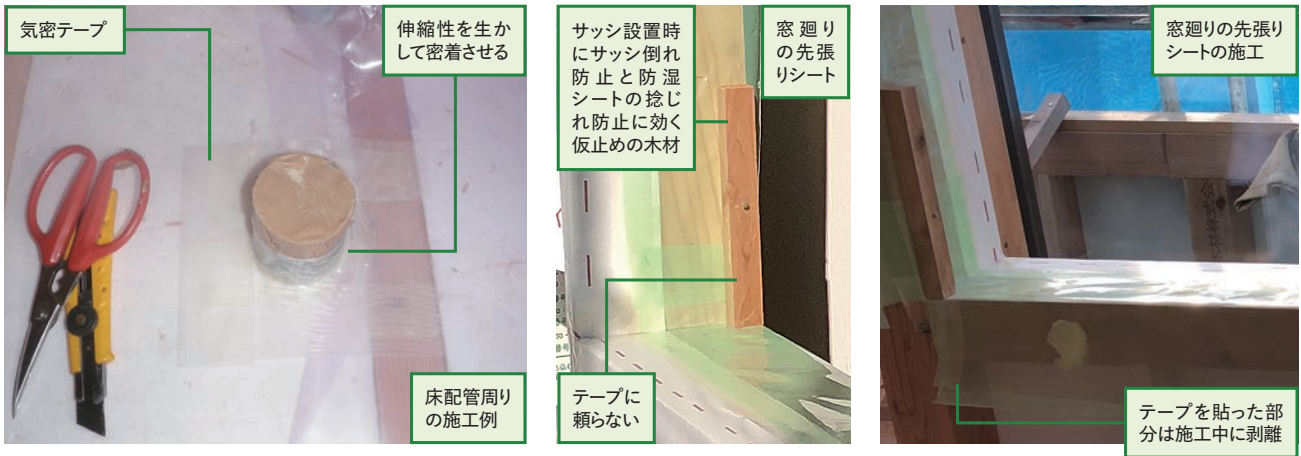 気密テープ
伸縮性を生か
して密着させる
床配管周り
の施工例
サッシ設置時
にサッシ倒れ
防止と防湿
シートの捻じ
れ防止に効く
仮止めの木材
窓廻り
の先張
りシート
テープに
頼らない
窓廻りの先張り
シートの施工
テープを貼った部
分は施工中に剥離